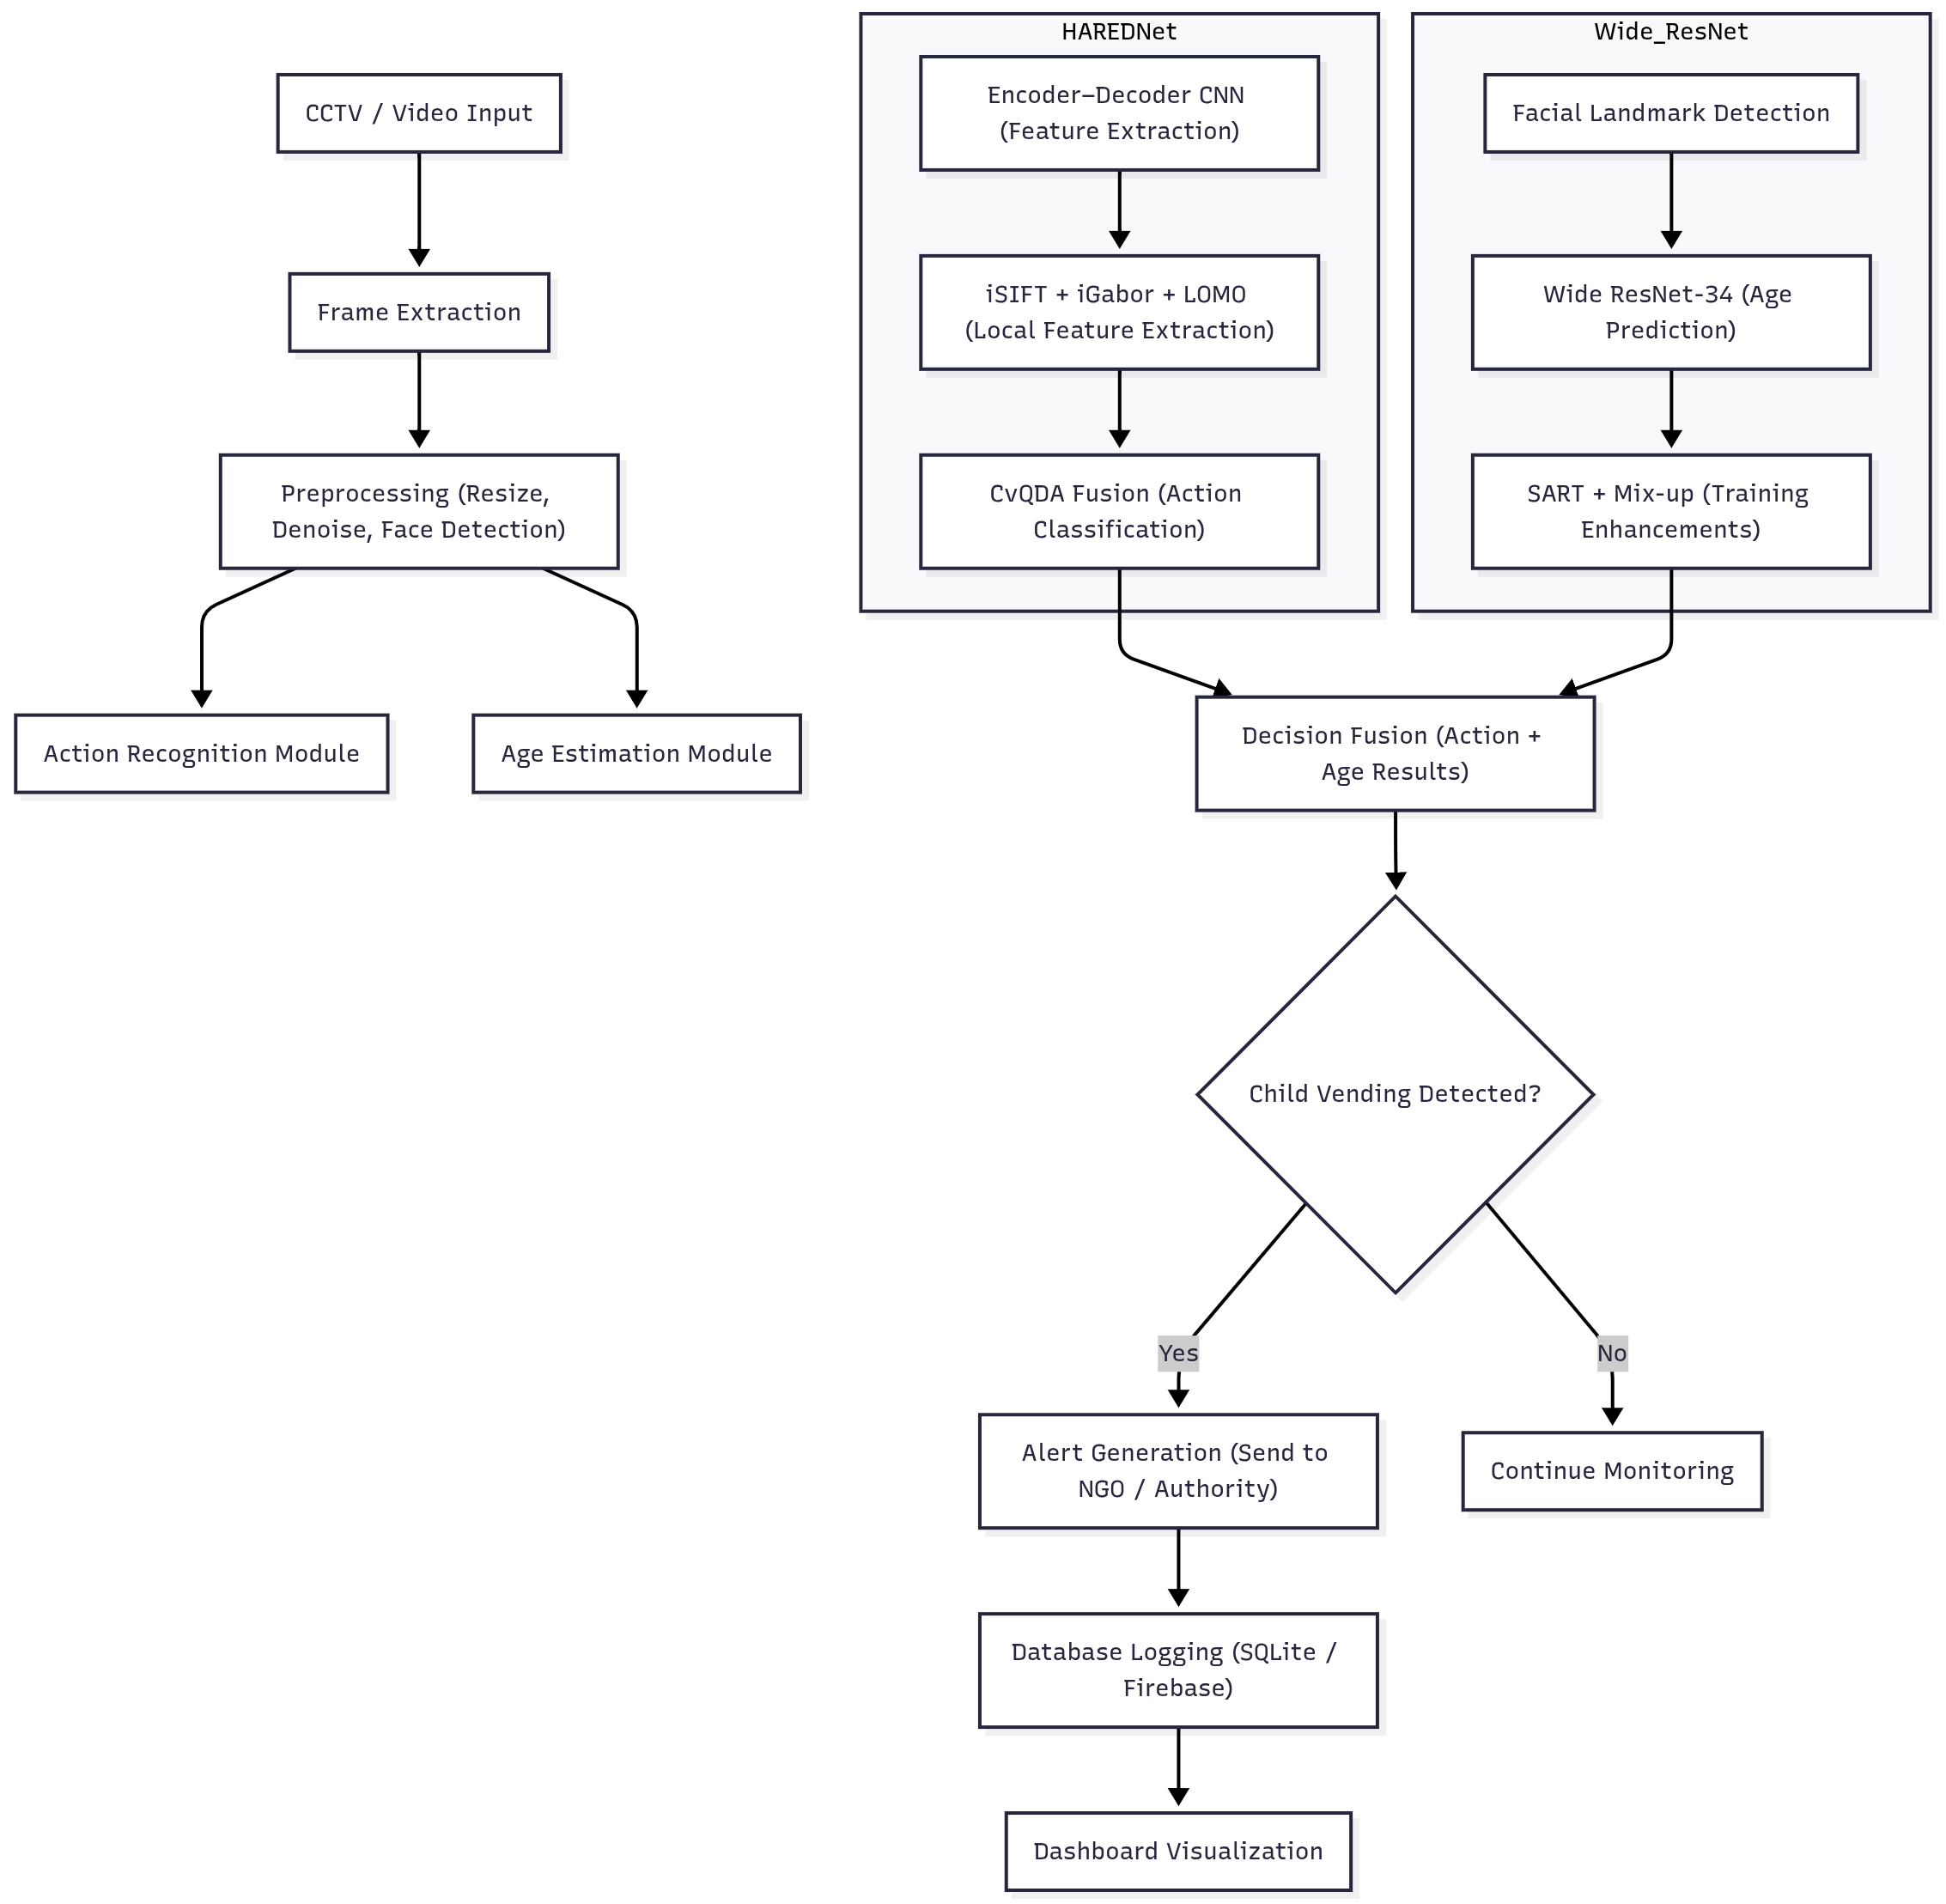 CCTV / Video Input
Frame Extraction
Preprocessing (Resize,
Denoise, Face Detection)
Action Recognition Module
Age Estimation Module
HAREDNet
Encoder–Decoder CNN
(Feature Extraction)
iSIFT + iGabor + LOMO
(Local Feature Extraction)
CvQDA Fusion (Action
Classification)
Wide_ResNet
Facial Landmark Detection
Wide ResNet-34 (Age
Prediction)
SART + Mix-up (Training
Enhancements)
Decision Fusion (Action +
Age Results)
Child Vending Detected?
Yes
No
Alert Generation (Send to
NGO / Authority)
Continue Monitoring
Database Logging (SQLite /
Firebase)
Dashboard Visualization